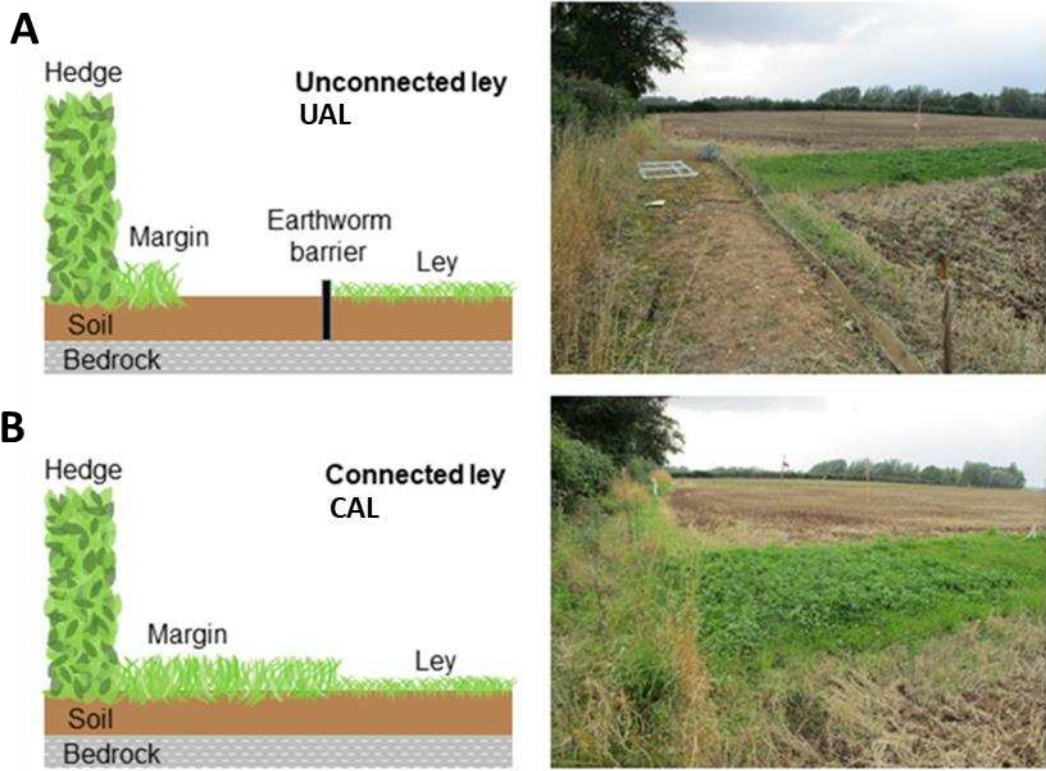 A
Hedge
Unconnected ley
UAL
Margin
Earthworm
barrier
Ley
Soil
Bedrock
B
Hedge
Connected ley
CAL
Margin
Ley
Soil
Bedrock